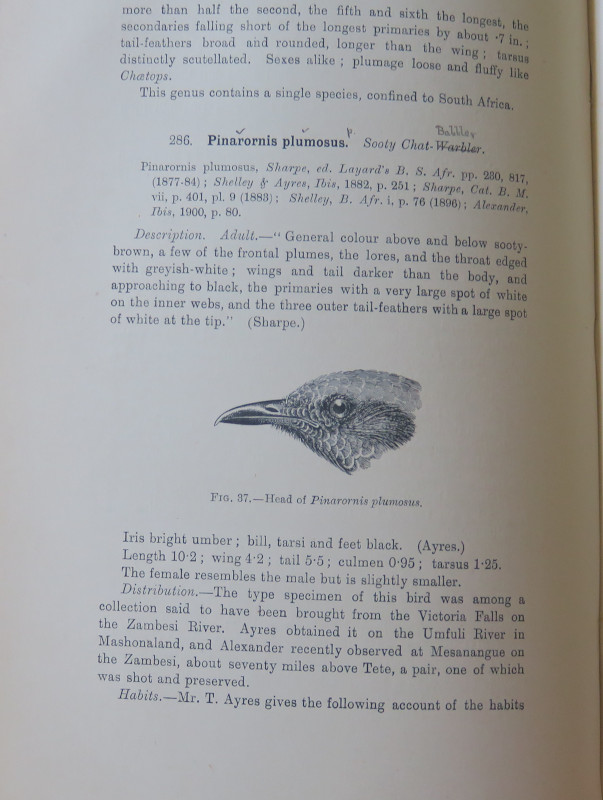 more than half the second, the fifth and sixth the longest, the
secondaries falling short of the longest primaries by about ·7 in.;
tail-feathers broad and rounded, longer than the wing; tarsus
distinctly scutellated. Sexes alike; plumage loose and fluffy like
Chætops.
This genus contains a single species, confined to South Africa.
Babbler
286. Pinarornis plumosus. Sooty Chat-Warbler.
Pinarornis plumosus, Sharpe, ed. Layard's B. S. Afr. pp. 230, 817,
(1877-84); Shelley & Ayres, Ibis, 1882, p. 251; Sharpe, Cat. B. M.
vii, p. 401, pl. 9 (1883); Shelley, B. Afr. i, p. 76 (1896); Alexander,
Ibis, 1900, p. 80.
Description. Adult.—"General colour above and below sooty-
brown, a few of the frontal plumes, the lores, and the throat edged
with greyish-white; wings and tail darker than the body, and
approaching to black, the primaries with a very large spot of white
on the inner webs, and the three outer tail-feathers with a large spot
of white at the tip." (Sharpe.)
FIG. 37.—Head of Pinarornis plumosus.
Iris bright umber; bill, tarsi and feet black. (Ayres.)
Length 10·2; wing 4·2; tail 5·5; culmen 0·95; tarsus 1·25.
The female resembles the male but is slightly smaller.
Distribution.—The type specimen of this bird was among a
collection said to have been brought from the Victoria Falls on
the Zambesi River. Ayres obtained it on the Umfuli River in
Mashonaland, and Alexander recently observed at Mesanangue on
the Zambesi, about seventy miles above Tete, a pair, one of which
was shot and preserved.
Habits.—Mr. T. Ayres gives the following account of the habits